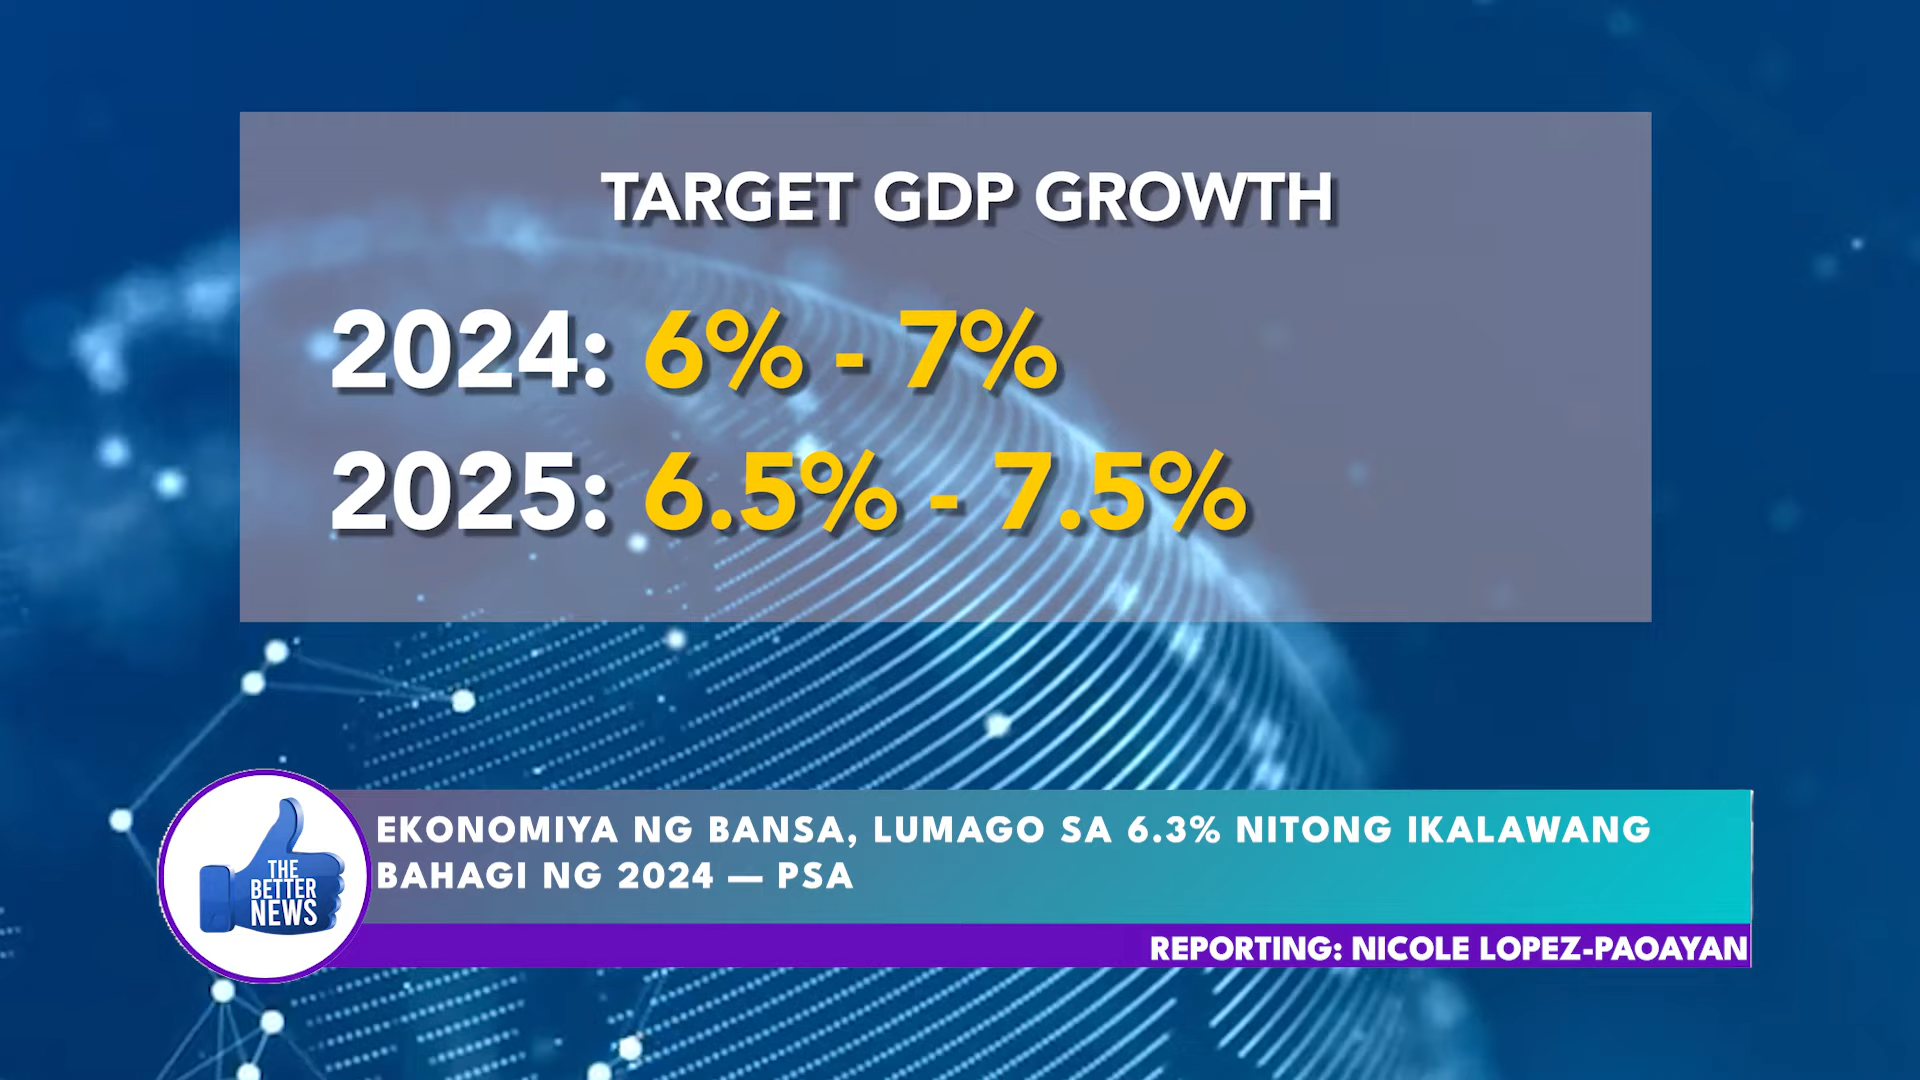 TARGET GDP GROWTH
2024: 6% - 7%
2025: 6.5% - 7.5%
EKONOMIYA NG BANSA, LUMAGO SA 6.3% NITONG IKALAWANG
BAHAGI NG 2024 — PSA
THE
BETTER
NEWS
REPORTING: NICOLE LOPEZ-PAOAYAN